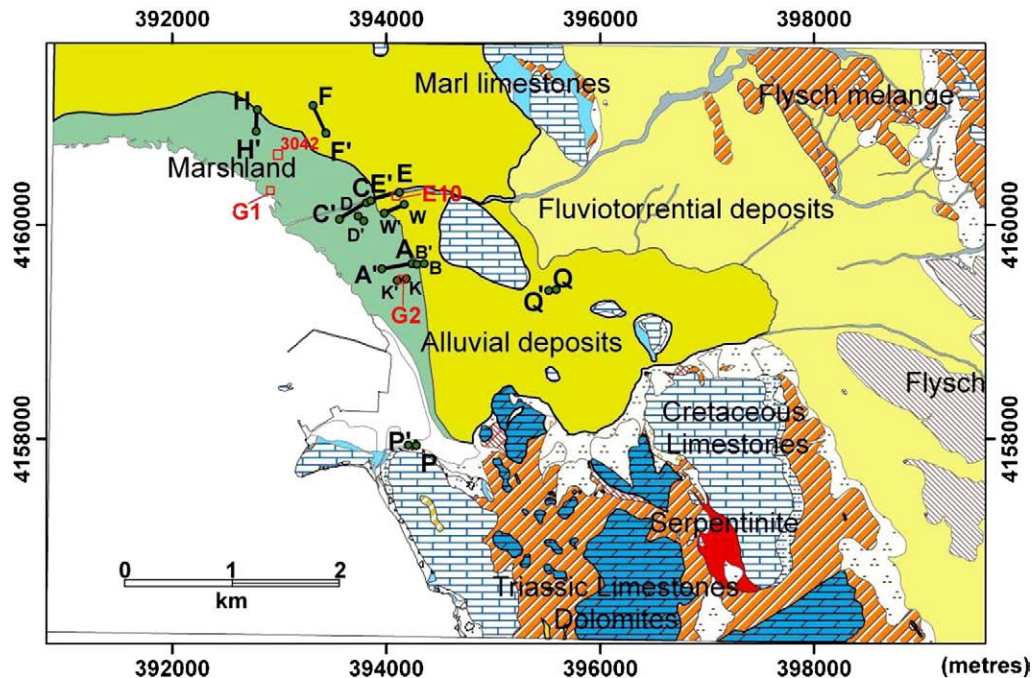 392000 394000 396000 398000
Marl limestones
Flysch melange
H
F
H'
F'
3042
Marshland
G1
C
E'
E
E10
D
C'
D'
W'
W
Fluviotorrential deposits
4160000
4160000
A
B'
B
A'
K'
K
G2
Q'
Q
Alluvial deposits
Flysch
Cretaceous
Limestones
4158000
4158000
P'
P
Serpentinite
0 1 2
km
Triassic Limestones
Dolomites
392000 394000 396000 398000 (metres)